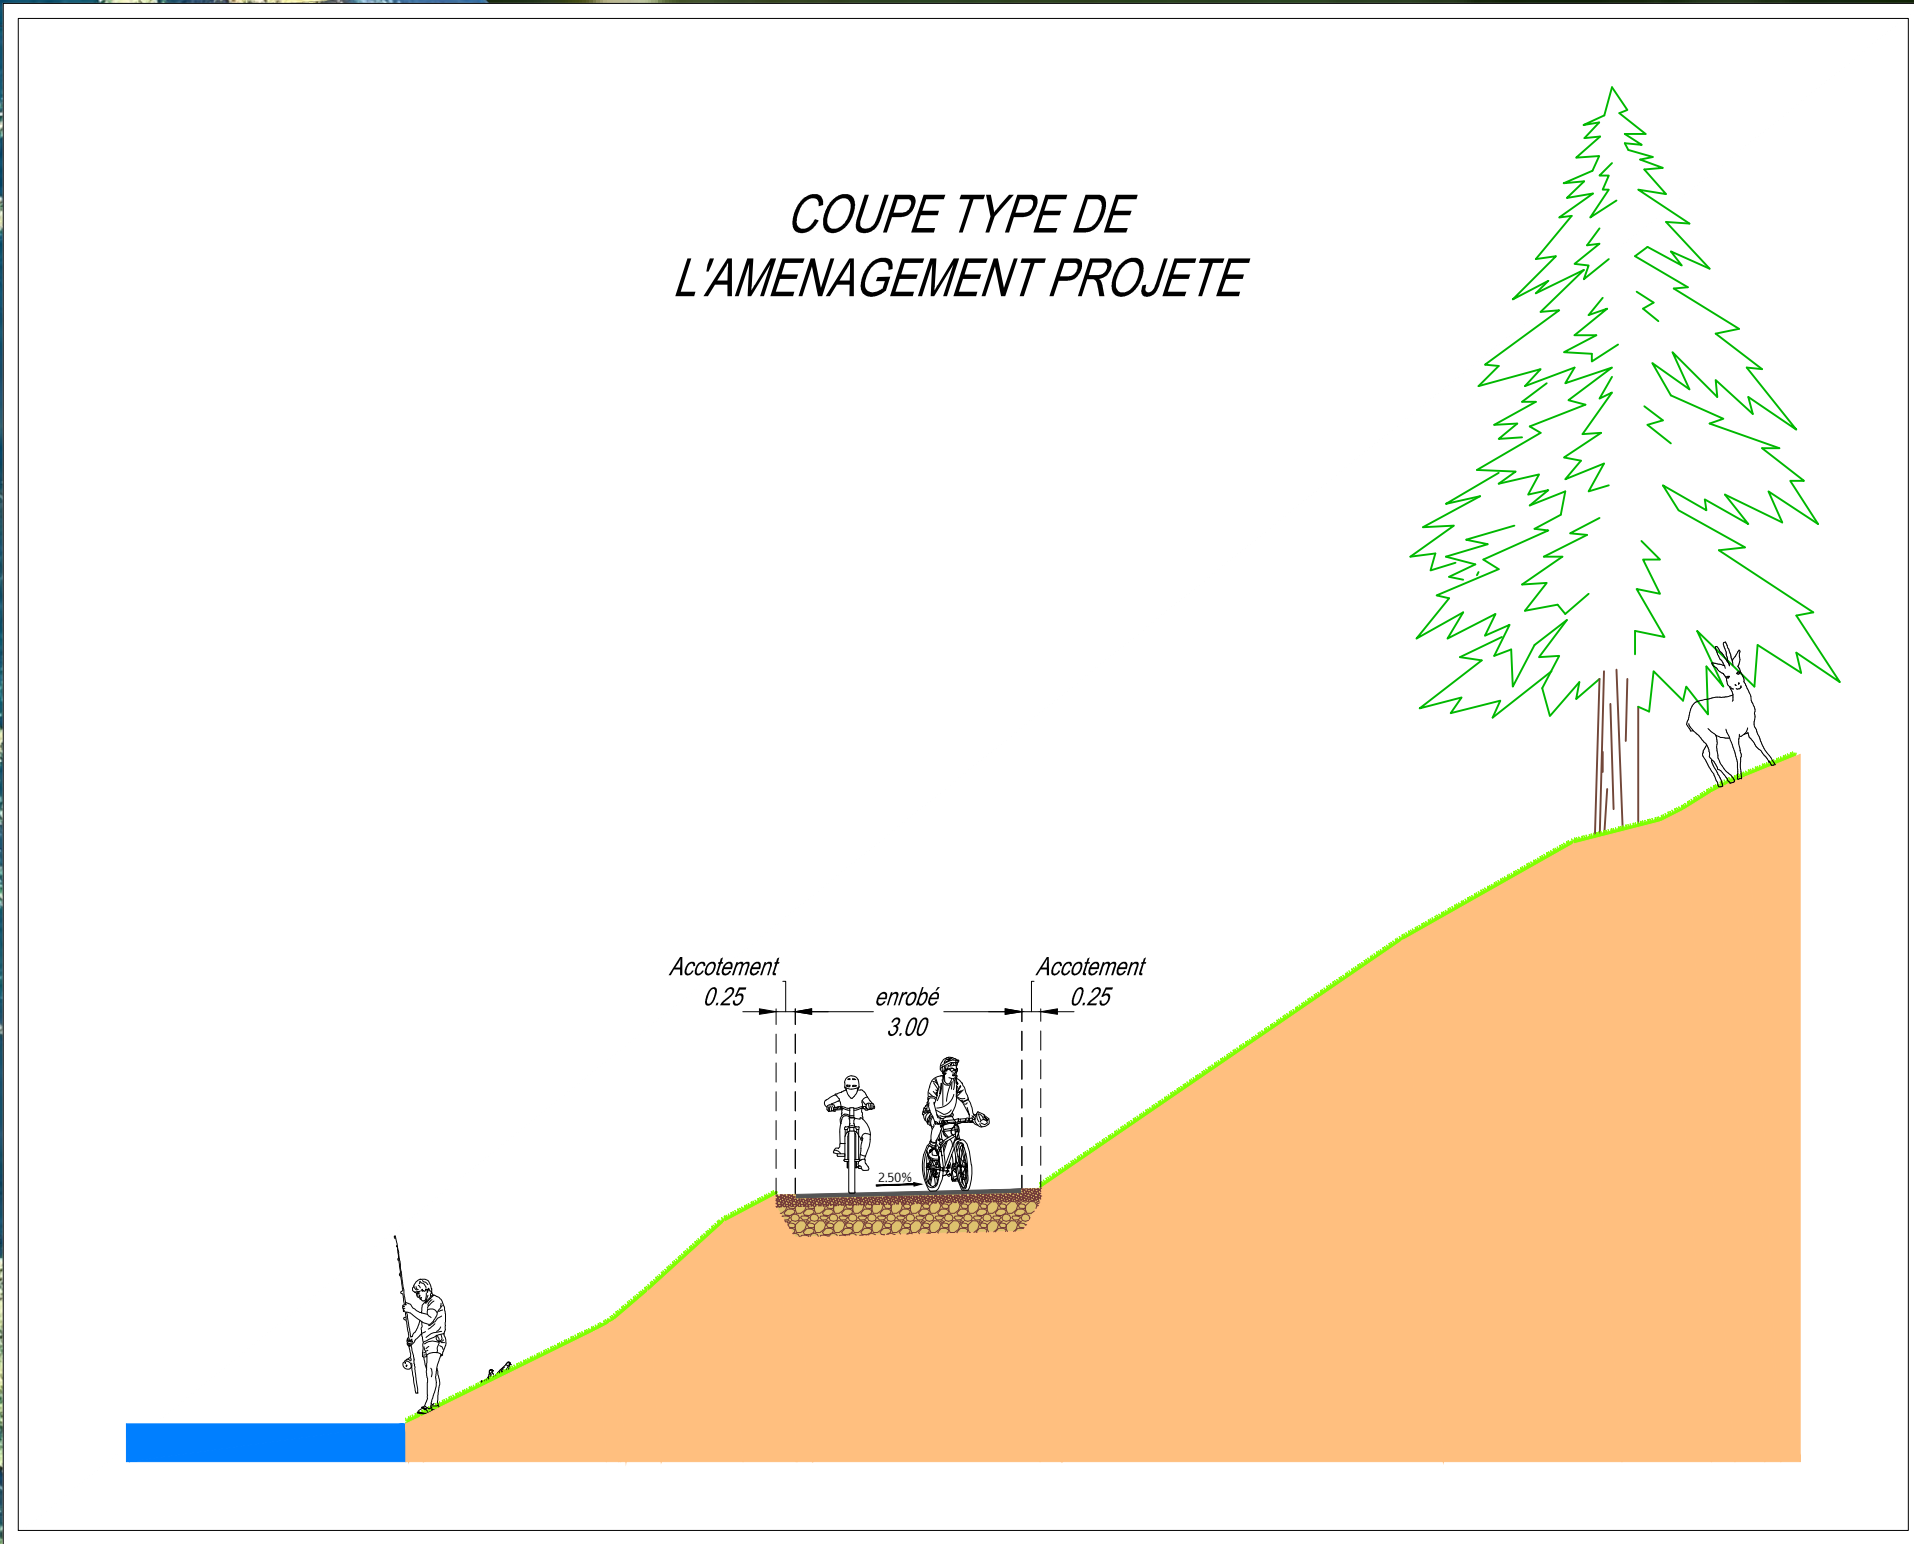 COUPE TYPE DE
L'AMENAGEMENT PROJETE
Accotement
0.25
enrobé
3.00
Accotement
0.25
2.50%